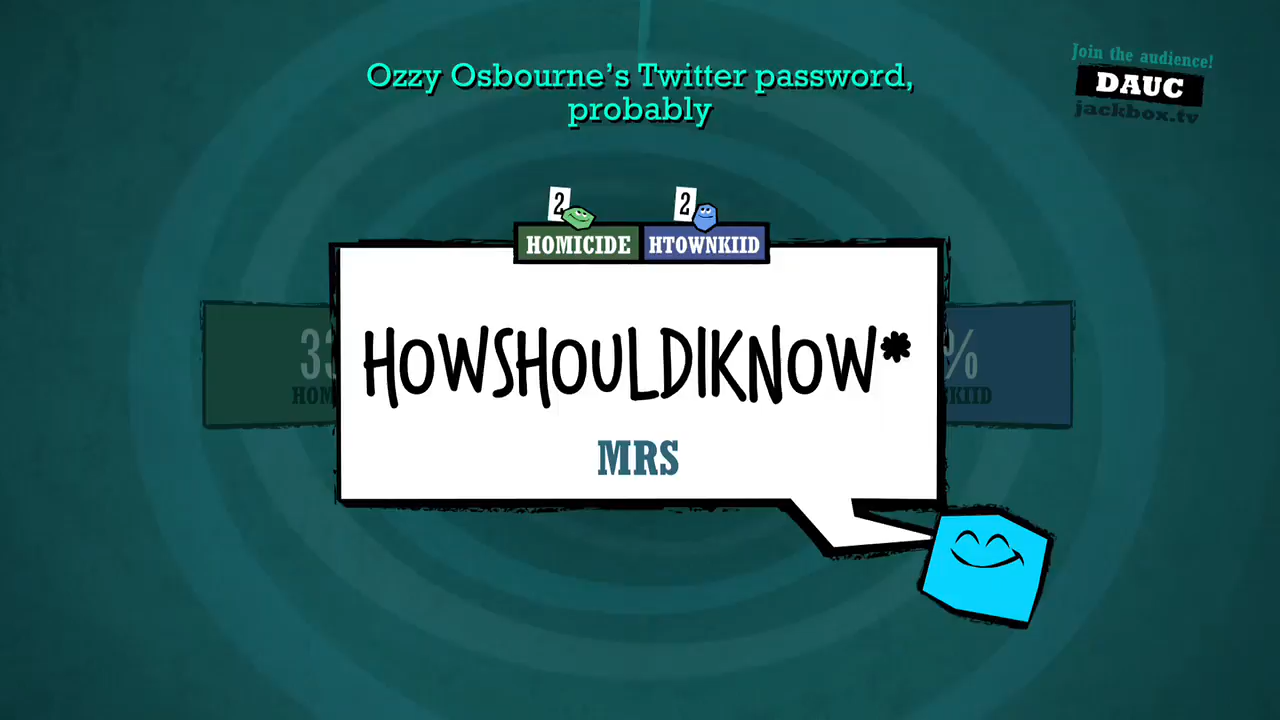 Ozzy Osbourne's Twitter password,
probably
Join the audience!
DAUC
jackbox.tv
2 2
HOMICIDE HTOWNKIID
HOWSHOULDIKNOW*
MRS
%